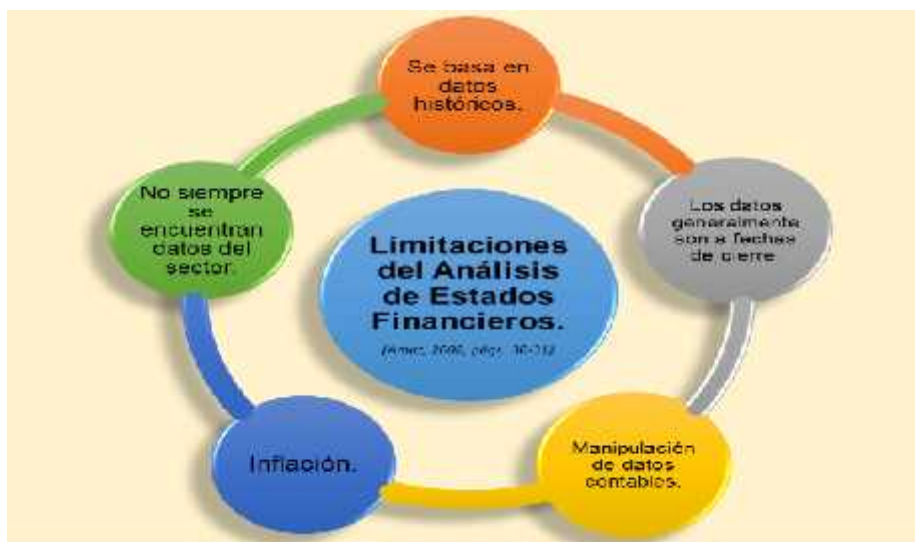 Se basa en
datos
históricos.
Los datos
generalmente
son a fechas
de cierre
Manipulación
de datos
contables.
Inflación.
No siempre
se
encuentran
datos del
sector.
Limitaciones
del Análisis
de Estados
Financieros.